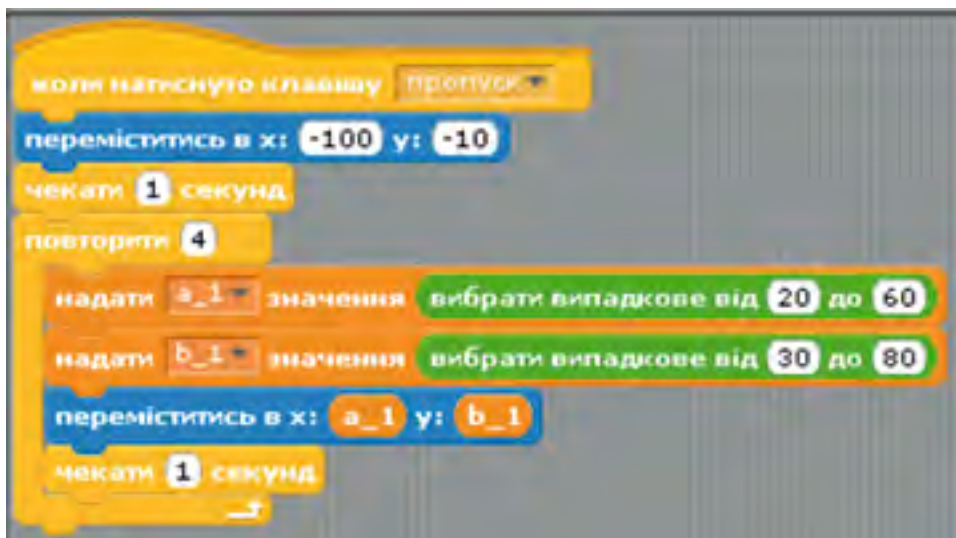 коли натиснуто клавішу пропуск
переміститись в x: -100 y: -10
чекати 1 секунд
повторити 4
надати a_1 значення вибрати випадкове від 20 до 60
надати b_1 значення вибрати випадкове від 30 до 80
переміститись в x: a_1 y: b_1
чекати 1 секунд